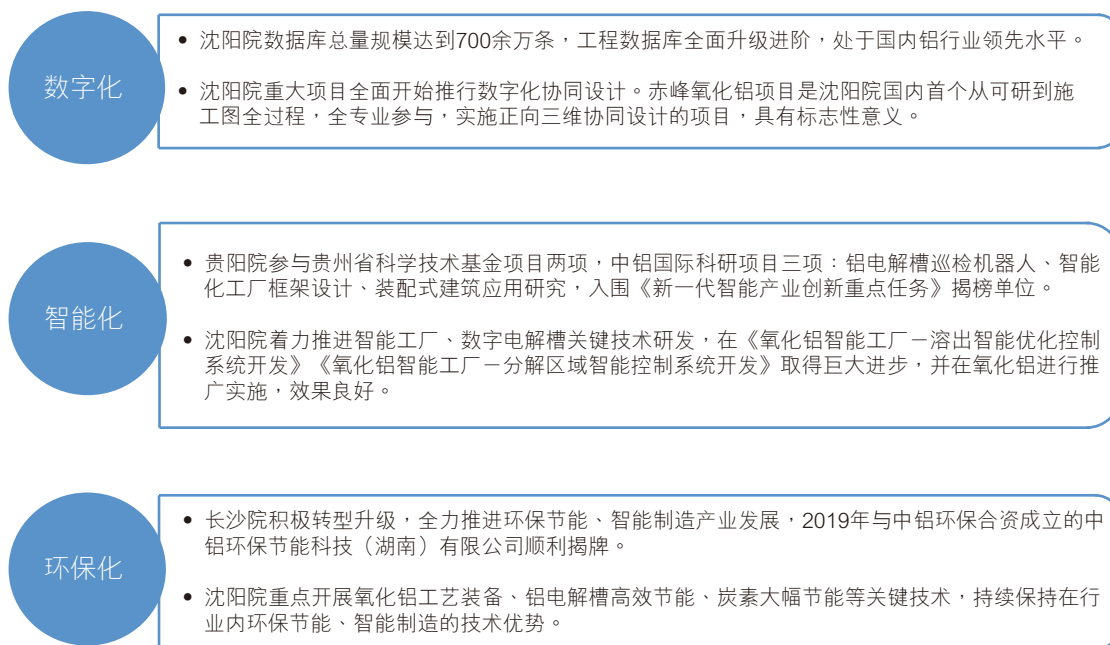 数字化
• 沈阳院数据库总量规模达到700余万条，工程数据库全面升级进阶，处于国内铝行业领先水平。
• 沈阳院重大项目全面开始推行数字化协同设计。赤峰氧化铝项目是沈阳院国内首个从可研到施
工图全过程，全专业参与，实施正向三维协同设计的项目，具有标志性意义。
智能化
• 贵阳院参与贵州省科学技术基金项目两项，中铝国际科研项目三项：铝电解槽巡检机器人、智能
化工厂框架设计、装配式建筑应用研究，入围《新一代智能产业创新重点任务》揭榜单位。
• 沈阳院着力推进智能工厂、数字电解槽关键技术研发，在《氧化铝智能工厂－溶出智能优化控制
系统开发》《氧化铝智能工厂－分解区域智能控制系统开发》取得巨大进步，并在氧化铝进行推
广实施，效果良好。
环保化
• 长沙院积极转型升级，全力推进环保节能、智能制造产业发展，2019年与中铝环保合资成立的中
铝环保节能科技（湖南）有限公司顺利揭牌。
• 沈阳院重点开展氧化铝工艺装备、铝电解槽高效节能、炭素大幅节能等关键技术，持续保持在行
业内环保节能、智能制造的技术优势。